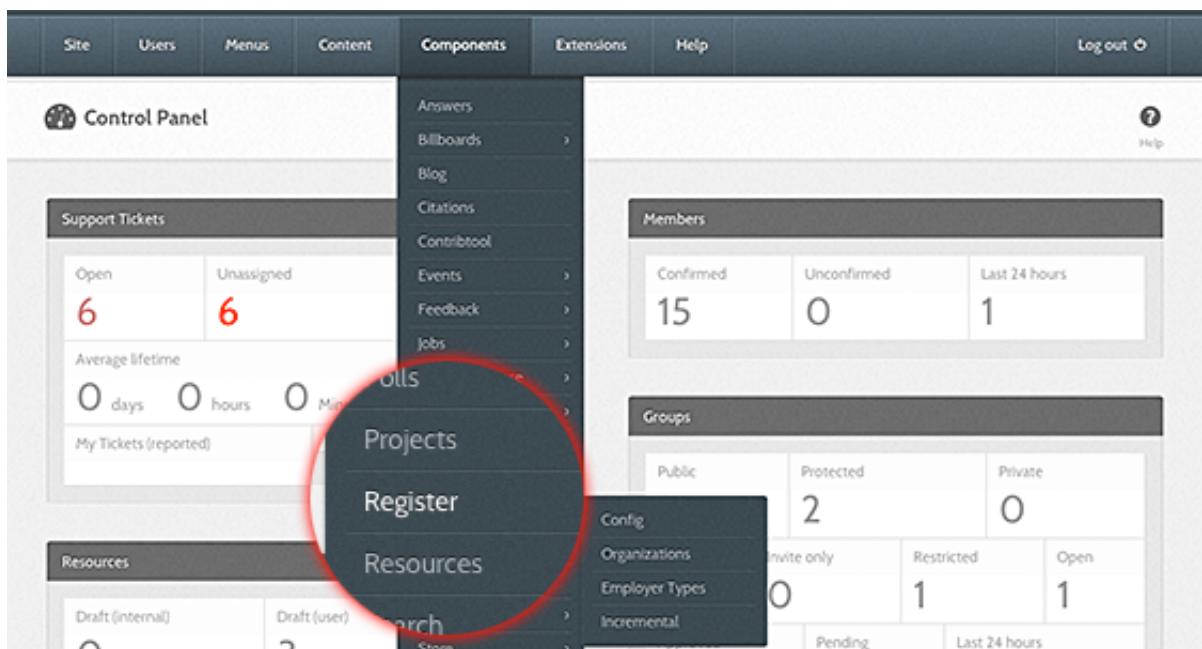 Site Users Menus Content Components Extensions Help Log out
Control Panel
Help
Answers
Billboards
Blog
Citations
Contribtool
Events
Feedback
Jobs
Projects
Register
Resources
Store
Config
Organizations
Employer Types
Incremental
Support Tickets
Open Unassigned
6 6
Average lifetime
0 days 0 hours 0
My Tickets (reported)
Resources
Draft (internal) Draft (user)
Members
Confirmed Unconfirmed Last 24 hours
15 0 1
Groups
Public Protected Private
2 0
Invite only Restricted Open
0 1 1
Pending Last 24 hours